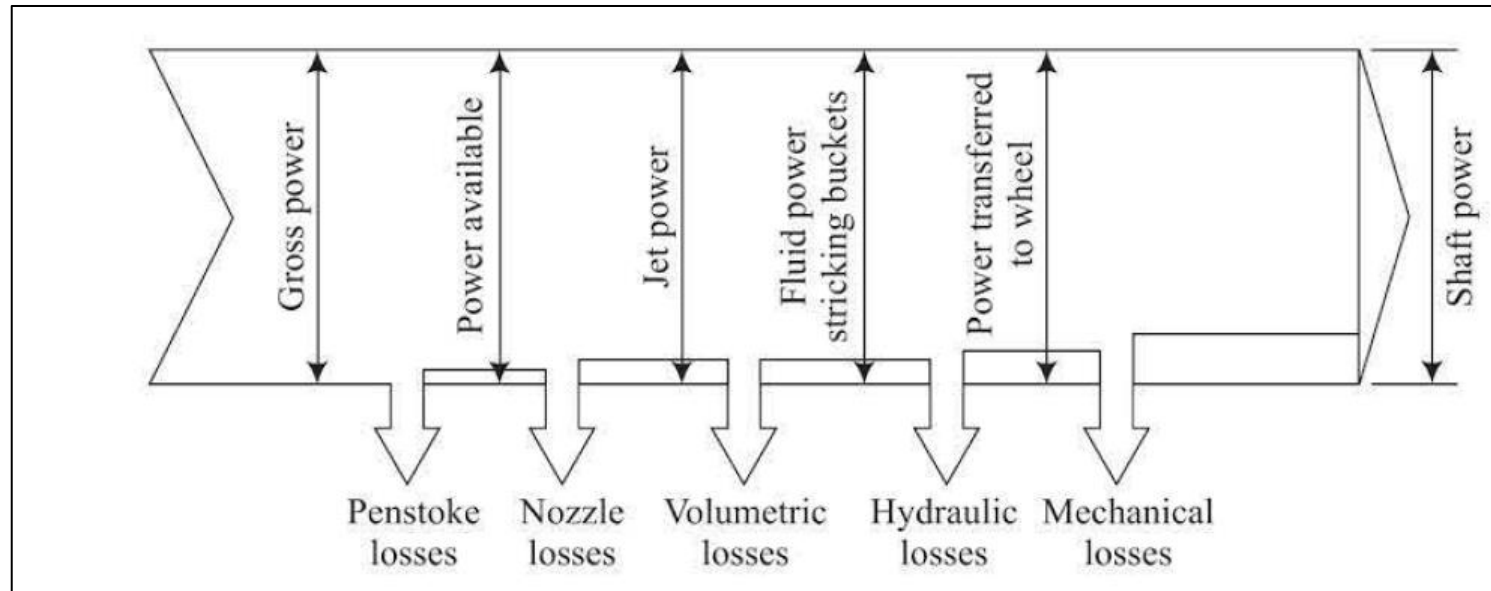 Gross power
Power available
Jet power
Fluid power
stricking buckets
Power transferred
to wheel
Shaft power
Penstoke
losses
Nozzle
losses
Volumetric
losses
Hydraulic
losses
Mechanical
losses